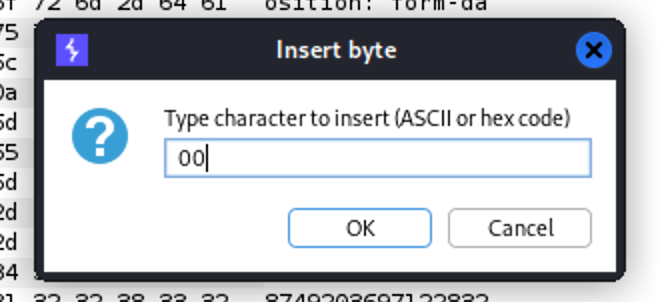 6f 72 6d 2d 64 61 osition: form-da
75
Insert byte
5c
0a
Type character to insert (ASCII or hex code)
5d
00
55
5d
2d
OK Cancel
2d
34
31 32 32 38 33 32 8749203697122832